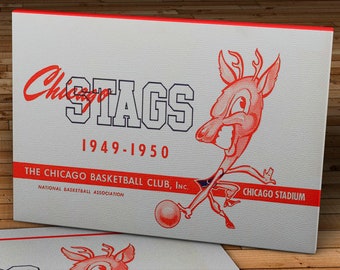 Chicago
STAGS
1949-1950
THE CHICAGO BASKETBALL CLUB, Inc.
NATIONAL BASKETBALL ASSOCIATION
CHICAGO STADIUM